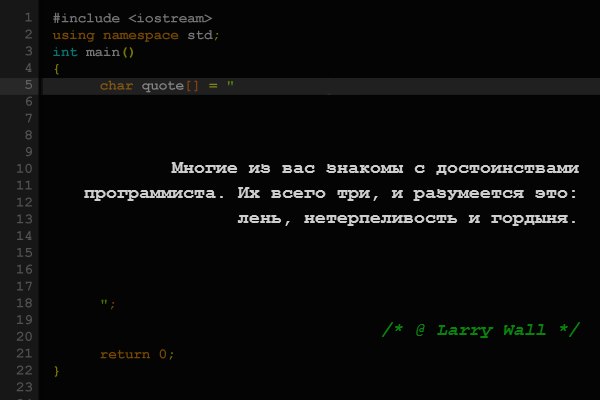 1 #include <iostream>
2 using namespace std;
3 int main()
4 {
5 char quote[] = "
6
7
8
9
10 Многие из вас знакомы с достоинствами
11 программиста. Их всего три, и разумеется это:
12
13 лень, нетерпеливость и гордыня.
14
15
16
17
18 ";
19
20 /* @ Larry Wall */
21 return 0;
22 }
23